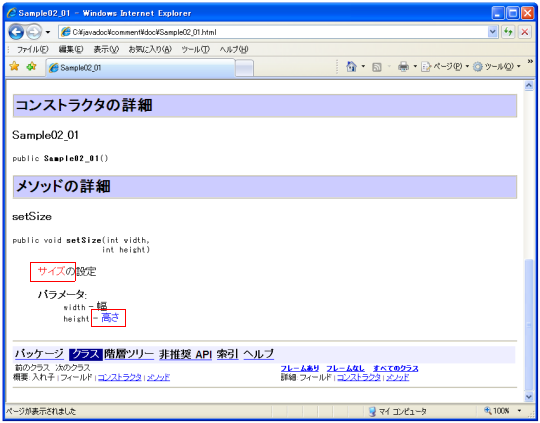 Sample02_01 - Windows Internet Explorer
C:¥javadoc¥comment¥doc¥Sample02_01.html
ファイル(F) 編集(E) 表示(V) お気に入り(A) ツール(T) ヘルプ(H)
Sample02_01 ページ(P) ツール(O) »
コンストラクタの詳細
Sample02_01
public Sample02_01()
メソッドの詳細
setSize
public void setSize(int width,
int height)
サイズの設定
パラメータ:
width - 幅
height - 高さ
パッケージ クラス 階層ツリー 非推奨 API 索引 ヘルプ
前のクラス 次のクラス フレームあり フレームなし すべてのクラス
概要: 入れ子 | フィールド | コンストラクタ | メソッド 詳細: フィールド | コンストラクタ | メソッド
ページが表示されました マイ コンピュータ 100%